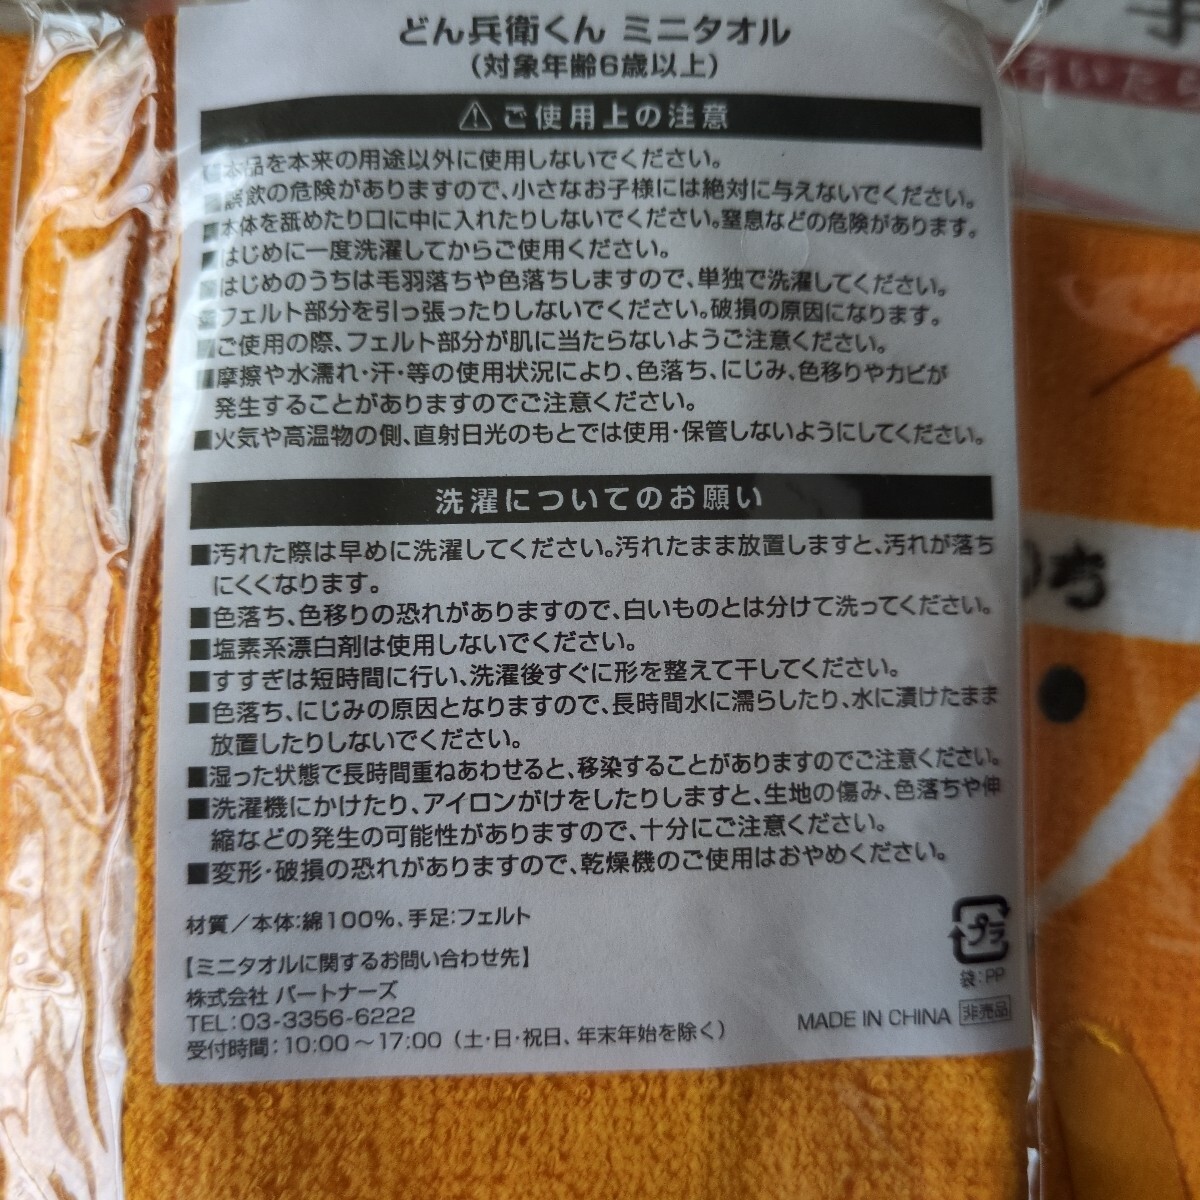 どん兵衛くん ミニタオル
(対象年齢6歳以上)
⚠ご使用上の注意
■本品を本来の用途以外に使用しないでください。
■誤飲の危険がありますので、小さなお子様には絶対に与えないでください。
■本体を舐めたり口に中に入れたりしないでください。窒息などの危険があります。
■はじめに一度洗濯してからご使用ください。
■はじめのうちは毛羽落ちや色落ちしますので、単独で洗濯してください。
■フェルト部分を引っ張ったりしないでください。破損の原因になります。
■ご使用の際、フェルト部分が肌に当たらないようご注意ください。
■摩擦や水濡れ・汗・等の使用状況により、色落ち、にじみ、色移りやカビが
発生することがありますのでご注意ください。
■火気や高温物の側、直射日光のもとでは使用・保管しないようにしてください。
洗濯についてのお願い
■汚れた際は早めに洗濯してください。汚れたまま放置しますと、汚れが落ち
にくくなります。
■色落ち、色移りの恐れがありますので、白いものとは分けて洗ってください。
■塩素系漂白剤は使用しないでください。
■すすぎは短時間に行い、洗濯後すぐに形を整えて干してください。
■色落ち、にじみの原因となりますので、長時間水に濡らしたり、水に漬けたまま
放置したりしないでください。
■湿った状態で長時間重ねあわせると、移染することがありますのでご注意ください。
■洗濯機にかけたり、アイロンがけをしたりしますと、生地の傷み、色落ちや伸
縮などの発生の可能性がありますので、十分にご注意ください。
■変形・破損の恐れがありますので、乾燥機のご使用はおやめください。
材質/本体:綿100%、手足:フェルト
【ミニタオルに関するお問い合わせ先】
株式会社 パートナーズ
TEL:03-3356-6222
受付時間:10:00～17:00 (土・日・祝日、年末年始を除く)
プラ
袋:PP
MADE IN CHINA 非売品